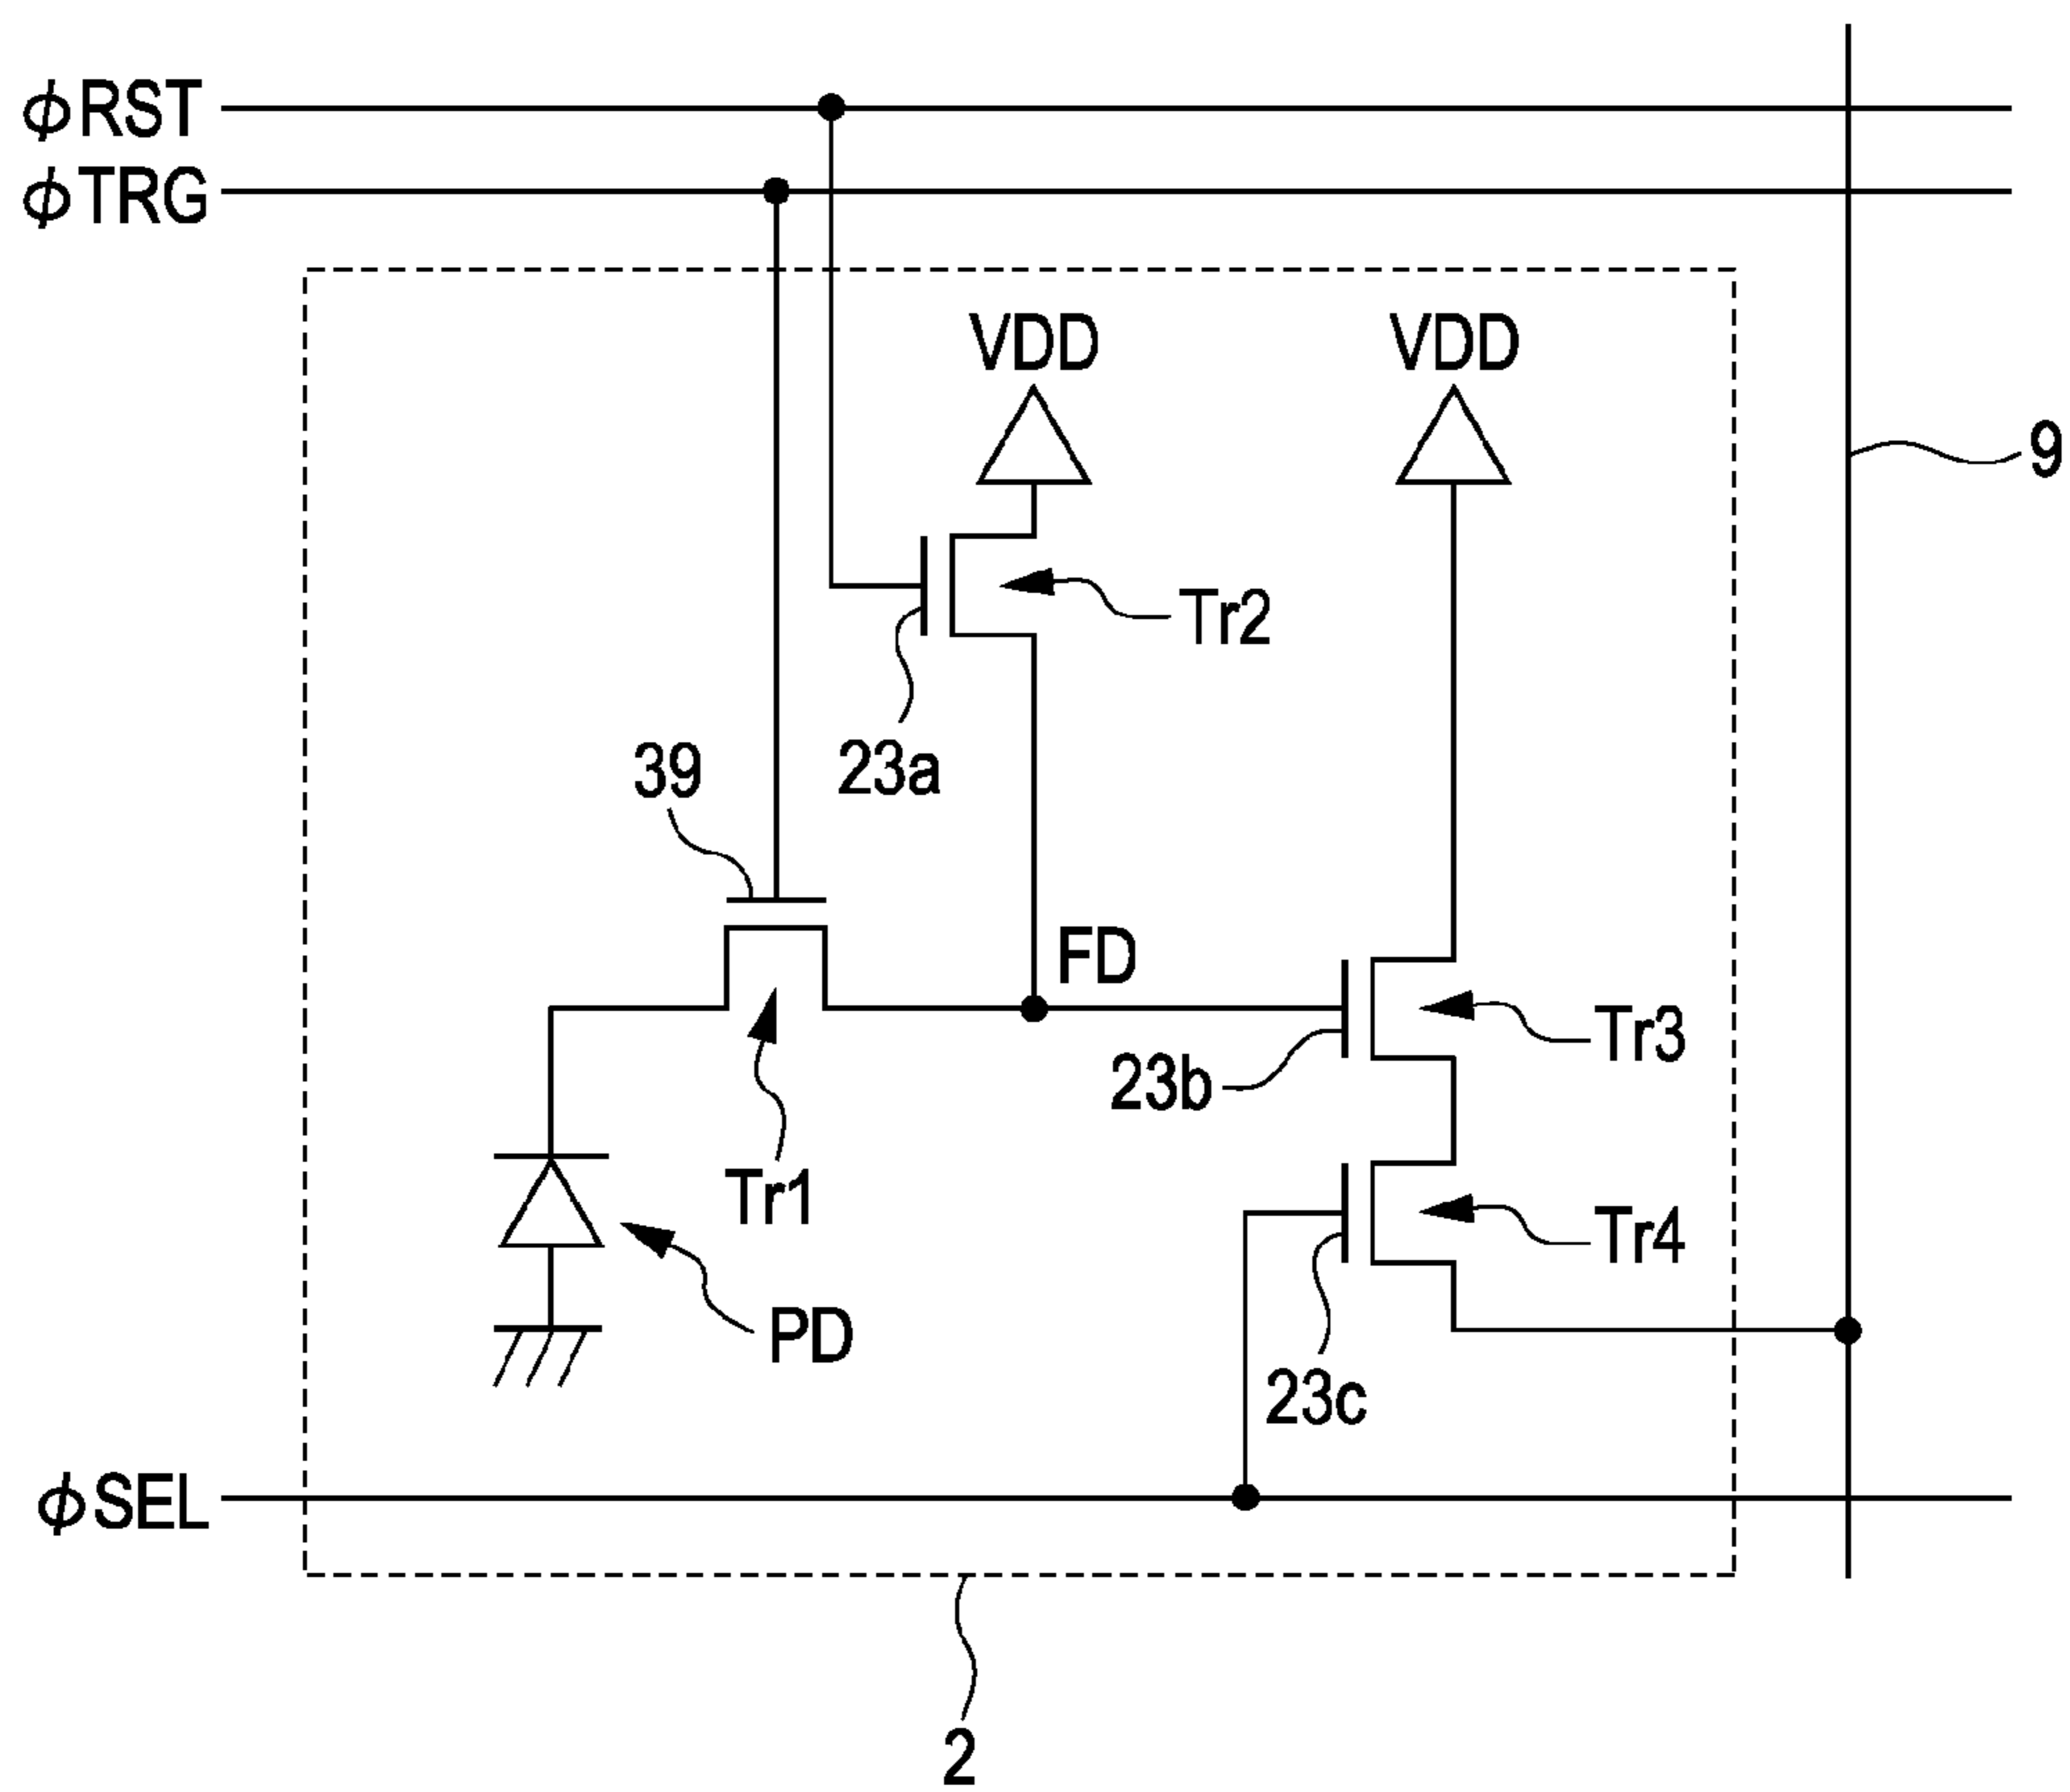 ϕRST
ϕTRG
VDD
VDD
9
Tr2
23a
39
FD
Tr3
23b
Tr1
Tr4
PD
23c
ϕSEL
2